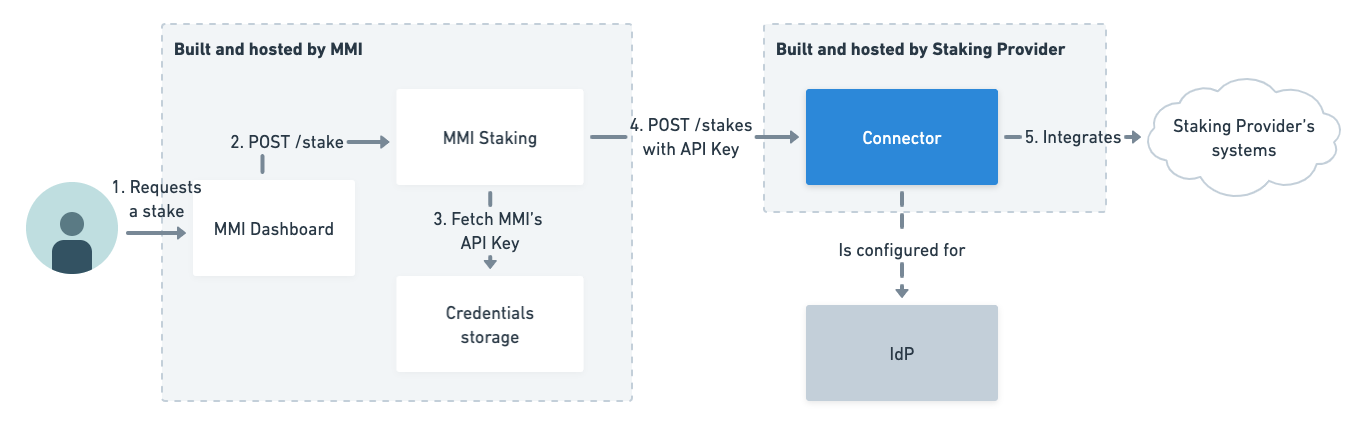 Built and hosted by MMI
Built and hosted by Staking Provider
1. Requests
a stake
MMI Dashboard
2. POST /stake
MMI Staking
3. Fetch MMI's
API Key
Credentials
storage
4. POST /stakes
with API Key
Connector
5. Integrates
Staking Provider's
systems
Is configured for
IdP